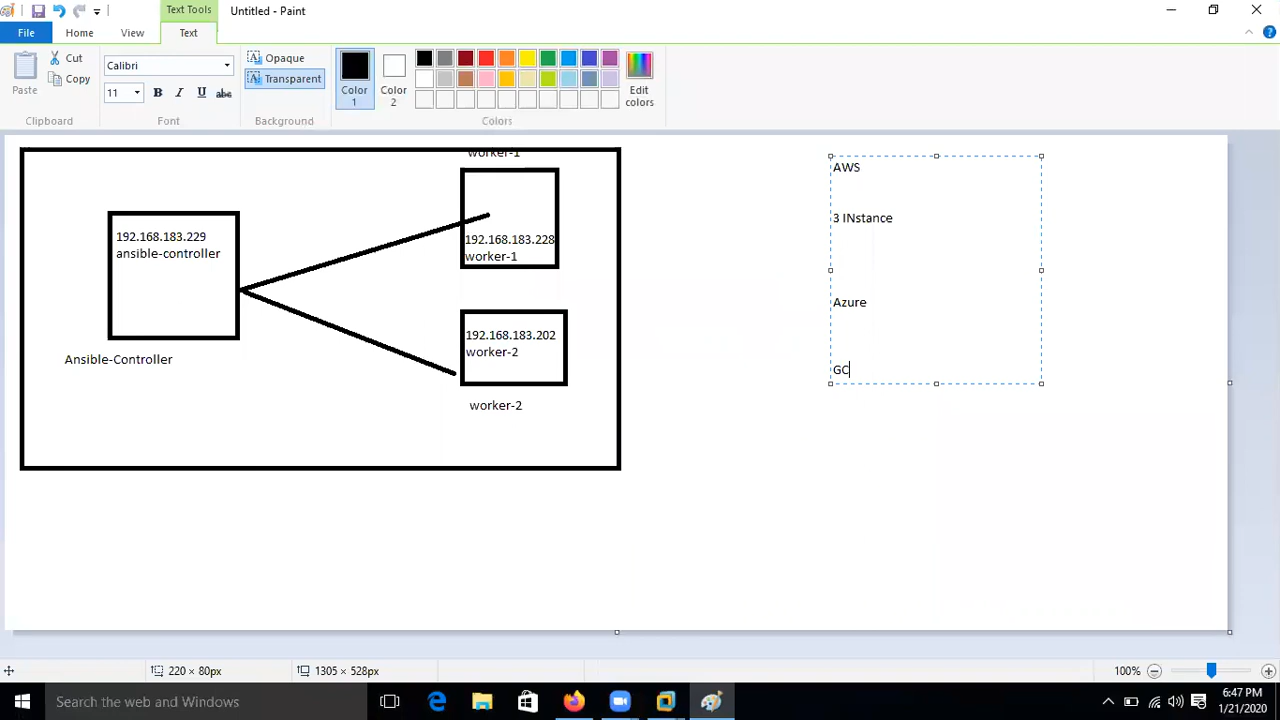 Text Tools
Untitled - Paint
File
Home
View
Text
Paste
Cut
Copy
Clipboard
Calibri
11
B
I
U
abc
Font
Opaque
Transparent
Background
Color
1
Color
2
Edit
colors
Colors
worker-1
192.168.183.229
ansible-controller
Ansible-Controller
192.168.183.228
worker-1
192.168.183.202
worker-2
worker-2
AWS
3 INstance
Azure
GC
220 × 80px
1305 × 528px
100%
Search the web and Windows
6:47 PM
1/21/2020